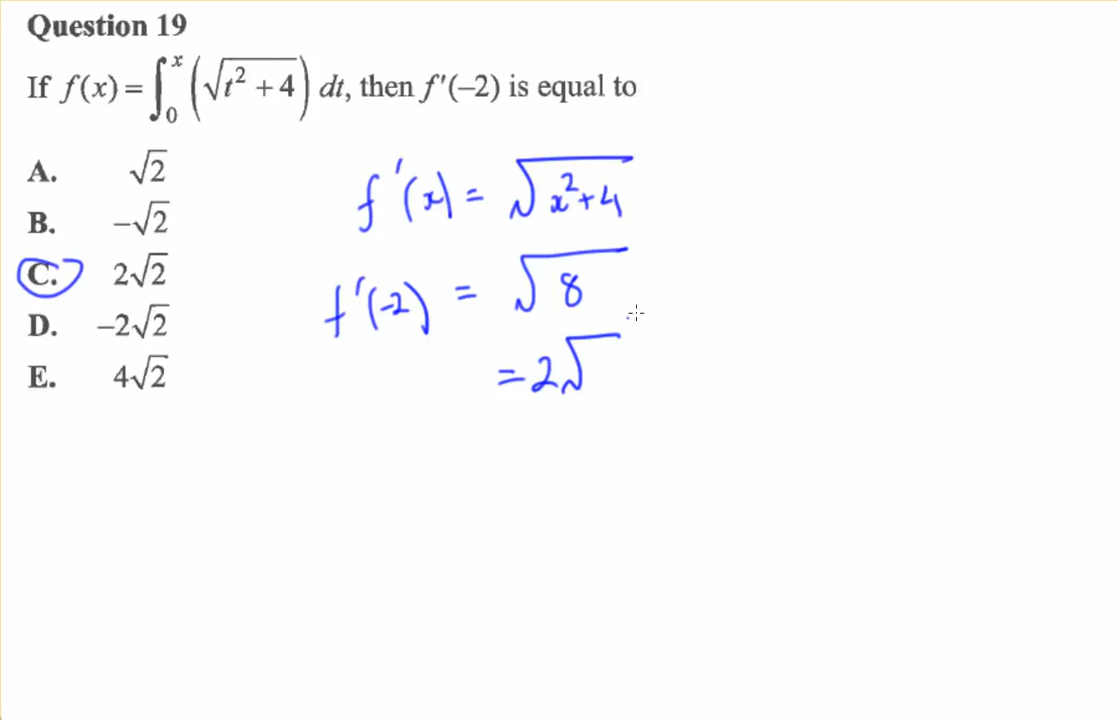 Question 19
If f(x) = ∫₀ˣ (√(t² + 4)) dt, then f'(–2) is equal to
A. √2
B. –√2
C. 2√2
D. –2√2
E. 4√2
f'(x) = √(x²+4)
f'(-2) = √8
= 2√